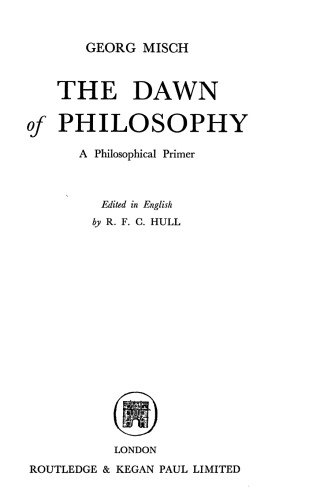 GEORG MISCH
THE DAWN
of PHILOSOPHY
A Philosophical Primer
Edited in English
by R. F. C. HULL
LONDON
ROUTLEDGE & KEGAN PAUL LIMITED